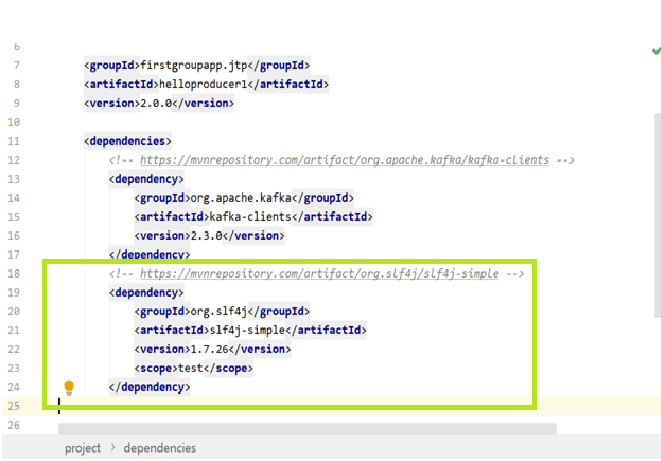 6
7 <groupId>firstgroupapp.jtp</groupId>
8 <artifactId>helloproducer1</artifactId>
9 <version>2.0.0</version>
10
11 <dependencies>
12 <!-- https://mvnrepository.com/artifact/org.apache.kafka/kafka-clients -->
13 <dependency>
14 <groupId>org.apache.kafka</groupId>
15 <artifactId>kafka-clients</artifactId>
16 <version>2.3.0</version>
17 </dependency>
18 <!-- https://mvnrepository.com/artifact/org.slf4j/slf4j-simple -->
19 <dependency>
20 <groupId>org.slf4j</groupId>
21 <artifactId>slf4j-simple</artifactId>
22 <version>1.7.26</version>
23 <scope>test</scope>
24 </dependency>
25
26
project > dependencies